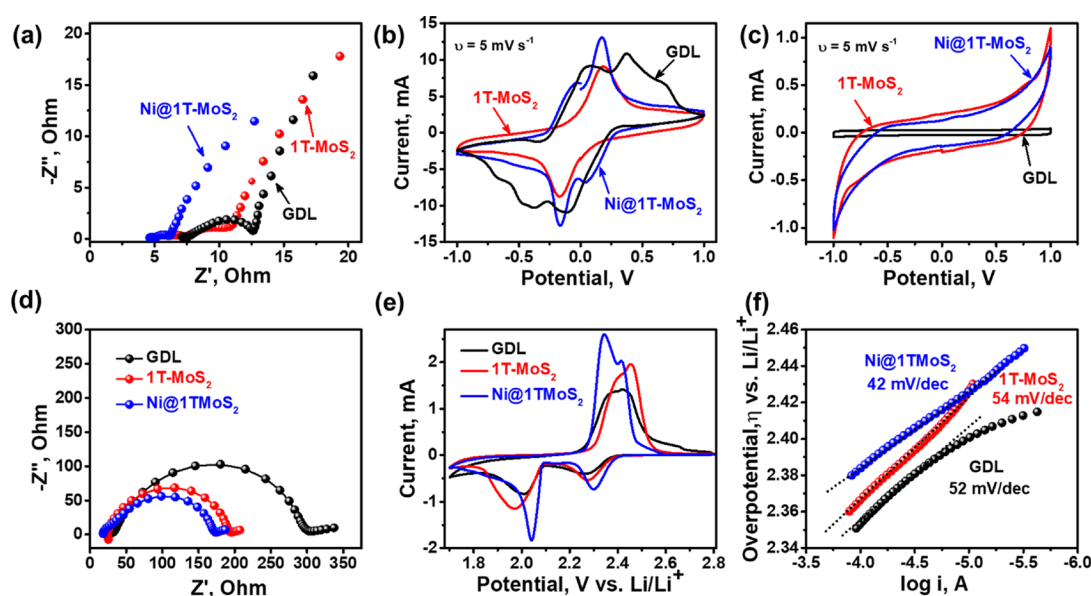 (a)
-Z'', Ohm
20
15
10
5
0
0 5 10 15 20
Z', Ohm
Ni@1T-MoS₂
1T-MoS₂
GDL
(b)
Current, mA
15
10
5
0
-5
-10
-15
-1.0 -0.5 0.0 0.5 1.0
Potential, V
υ = 5 mV s⁻¹
GDL
1T-MoS₂
Ni@1T-MoS₂
(c)
Current, mA
1.0
0.5
0.0
0.5
1.0
-1.0 -0.5 0.0 0.5 1.0
Potential, V
υ = 5 mV s⁻¹
Ni@1T-MoS₂
1T-MoS₂
GDL
(d)
-Z'', Ohm
300
250
200
150
100
50
0
0 50 100 150 200 250 300 350
Z', Ohm
GDL
1T-MoS₂
Ni@1TMoS₂
(e)
Current, mA
2
1
0
-1
-2
1.8 2.0 2.2 2.4 2.6 2.8
Potential, V vs. Li/Li⁺
GDL
1T-MoS₂
Ni@1TMoS₂
(f)
Overpotential,η vs. Li/Li⁺
2.46
2.44
2.42
2.40
2.38
2.36
2.34
-3.5 -4.0 -4.5 -5.0 -5.5 -6.0
log i, A
Ni@1TMoS₂
42 mV/dec
1T-MoS₂
54 mV/dec
GDL
52 mV/dec